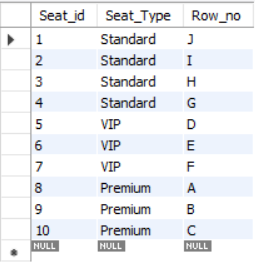 Seat_id Seat_Type Row_no
1 Standard J
2 Standard I
3 Standard H
4 Standard G
5 VIP D
6 VIP E
7 VIP F
8 Premium A
9 Premium B
10 Premium C
NULL NULL NULL